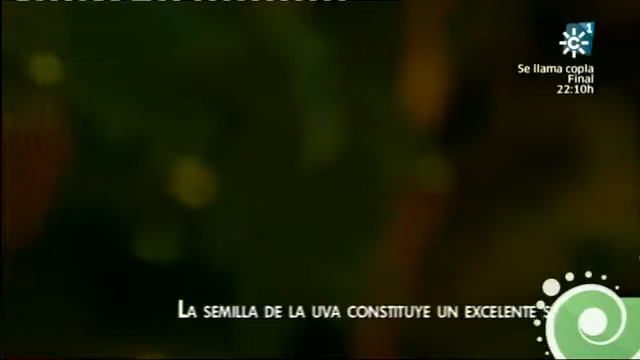 Se llama copla
Final
22:10h
LA SEMILLA DE LA UVA CONSTITUYE UN EXCELENTE